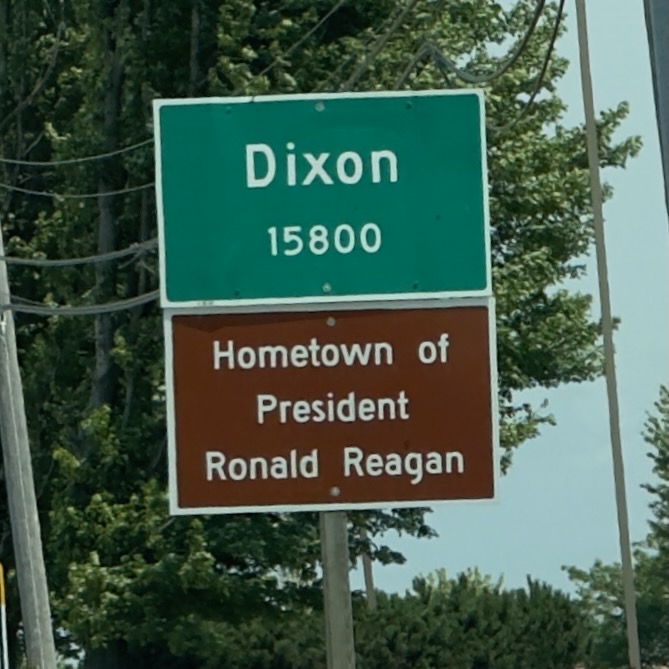 Dixon
15800
Hometown of
President
Ronald Reagan